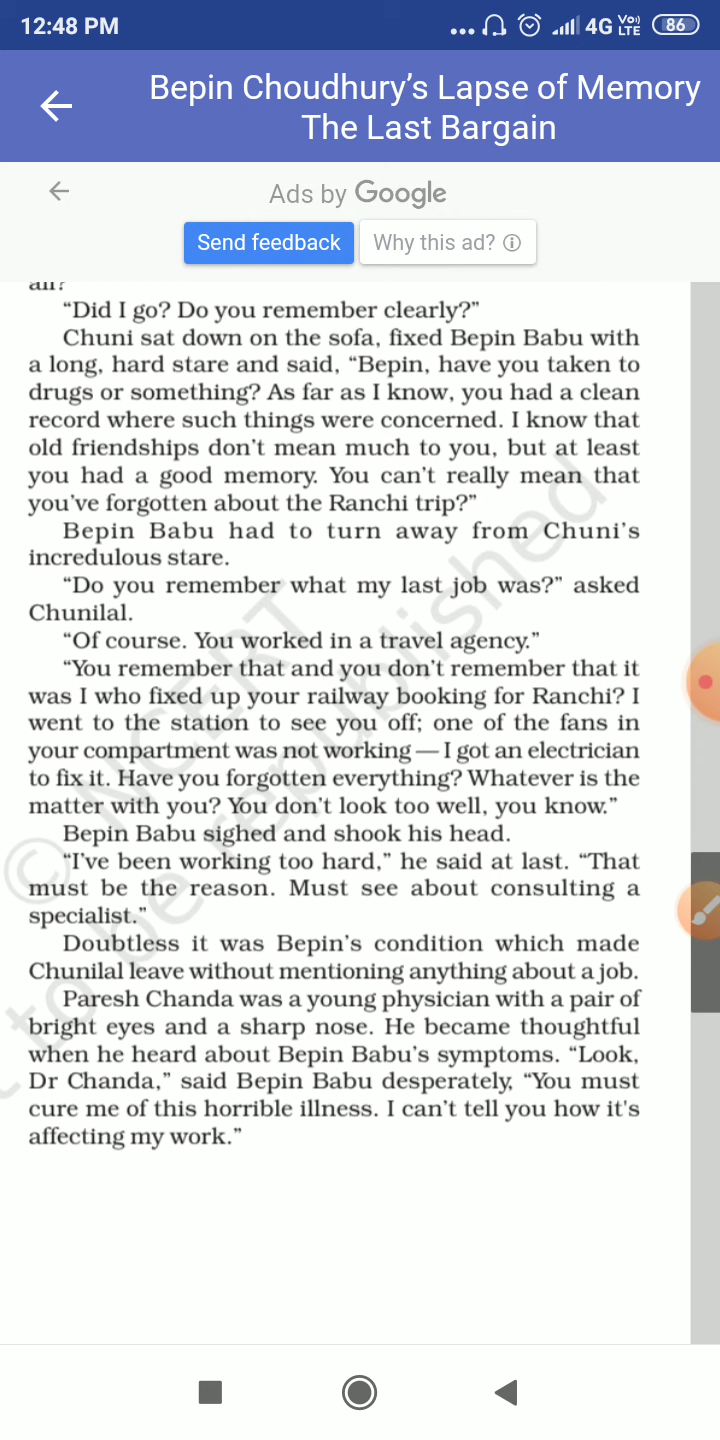 12:48 PM
4G VoLTE 86
Bepin Choudhury's Lapse of Memory
The Last Bargain
Ads by Google
Send feedback Why this ad?
all?
“Did I go? Do you remember clearly?”
Chuni sat down on the sofa, fixed Bepin Babu with
a long, hard stare and said, “Bepin, have you taken to
drugs or something? As far as I know, you had a clean
record where such things were concerned. I know that
old friendships don’t mean much to you, but at least
you had a good memory. You can’t really mean that
you’ve forgotten about the Ranchi trip?”
Bepin Babu had to turn away from Chuni’s
incredulous stare.
“Do you remember what my last job was?” asked
Chunilal.
“Of course. You worked in a travel agency.”
“You remember that and you don’t remember that it
was I who fixed up your railway booking for Ranchi? I
went to the station to see you off; one of the fans in
your compartment was not working — I got an electrician
to fix it. Have you forgotten everything? Whatever is the
matter with you? You don’t look too well, you know.”
Bepin Babu sighed and shook his head.
“I’ve been working too hard,” he said at last. “That
must be the reason. Must see about consulting a
specialist.”
Doubtless it was Bepin’s condition which made
Chunilal leave without mentioning anything about a job.
Paresh Chanda was a young physician with a pair of
bright eyes and a sharp nose. He became thoughtful
when he heard about Bepin Babu’s symptoms. “Look,
Dr Chanda,” said Bepin Babu desperately, “You must
cure me of this horrible illness. I can’t tell you how it's
affecting my work.”
© NCERT
t to be republished